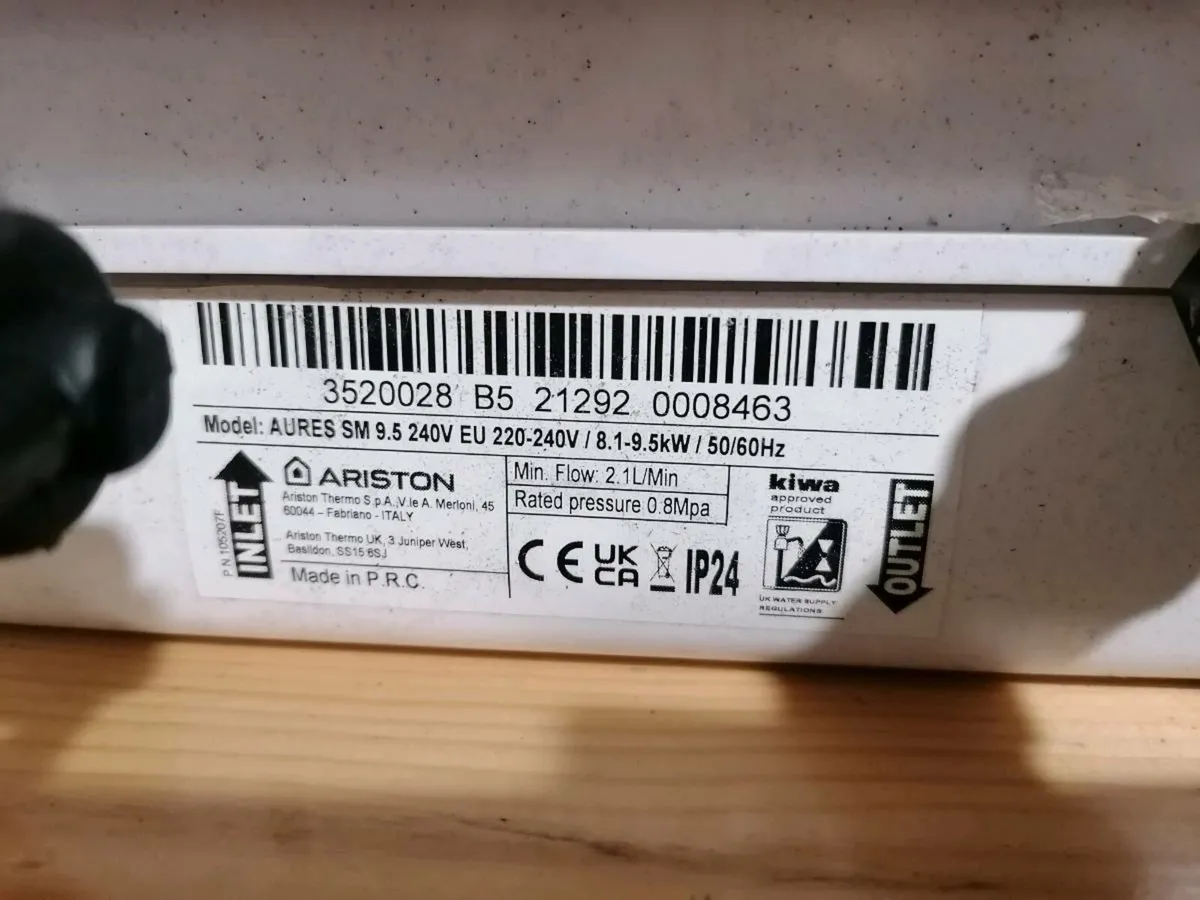 3520028 B5 21292 0008463
Model: AURES SM 9.5 240V EU 220-240V / 8.1-9.5kW / 50/60Hz
P.N.105207F
INLET
ARISTON
Ariston Thermo S.p.A.,V.le A. Merloni, 45
60044 – Fabriano - ITALY
Ariston Thermo UK, 3 Juniper West,
Basildon, SS15 6SJ
Made in P.R.C.
Min. Flow: 2.1L/Min
Rated pressure 0.8Mpa
CE UK CA IP24
kiwa
approved
product
UK WATER SUPPLY
REGULATIONS
OUTLET